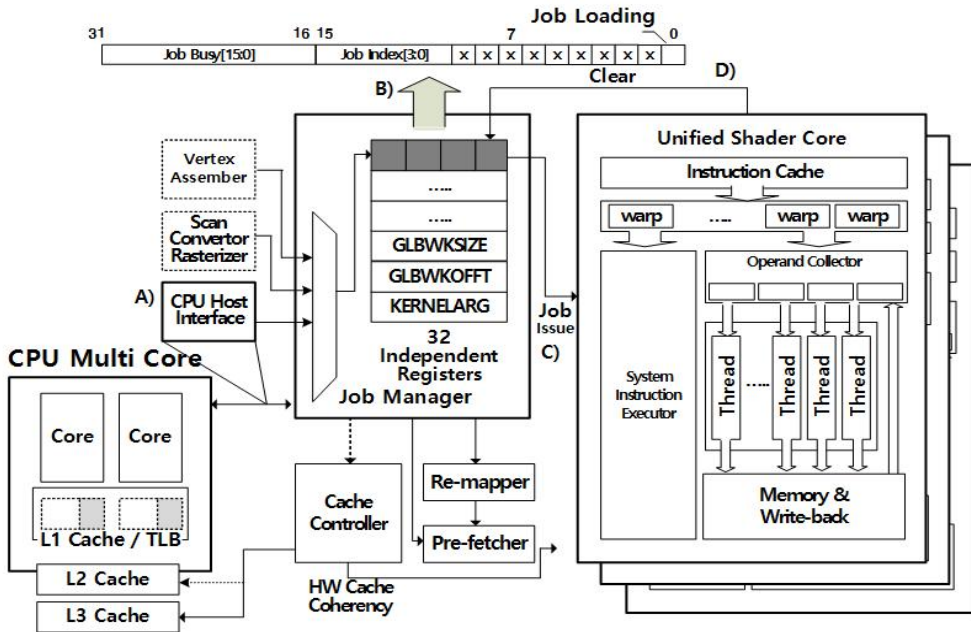 Job Loading
31
16
15
7
0
Job Busy[15:0]
Job Index[3:0]
x
x
x
x
x
x
x
x
x
B)
Clear
D)
Vertex
Assember
Scan
Convertor
Rasterizer
A)
CPU Host
Interface
.....
.....
GLBWKSIZE
GLBWKOFFT
KERNELARG
32
Independent
Registers
Job Manager
Job
Issue
C)
Unified Shader Core
Instruction Cache
warp
.....
warp
warp
Operand Collector
System
Instruction
Executor
Thread
.....
Thread
Thread
Thread
Memory &
Write-back
CPU Multi Core
Core
Core
L1 Cache / TLB
L2 Cache
L3 Cache
Cache
Controller
Re-mapper
Pre-fetcher
HW Cache
Coherency